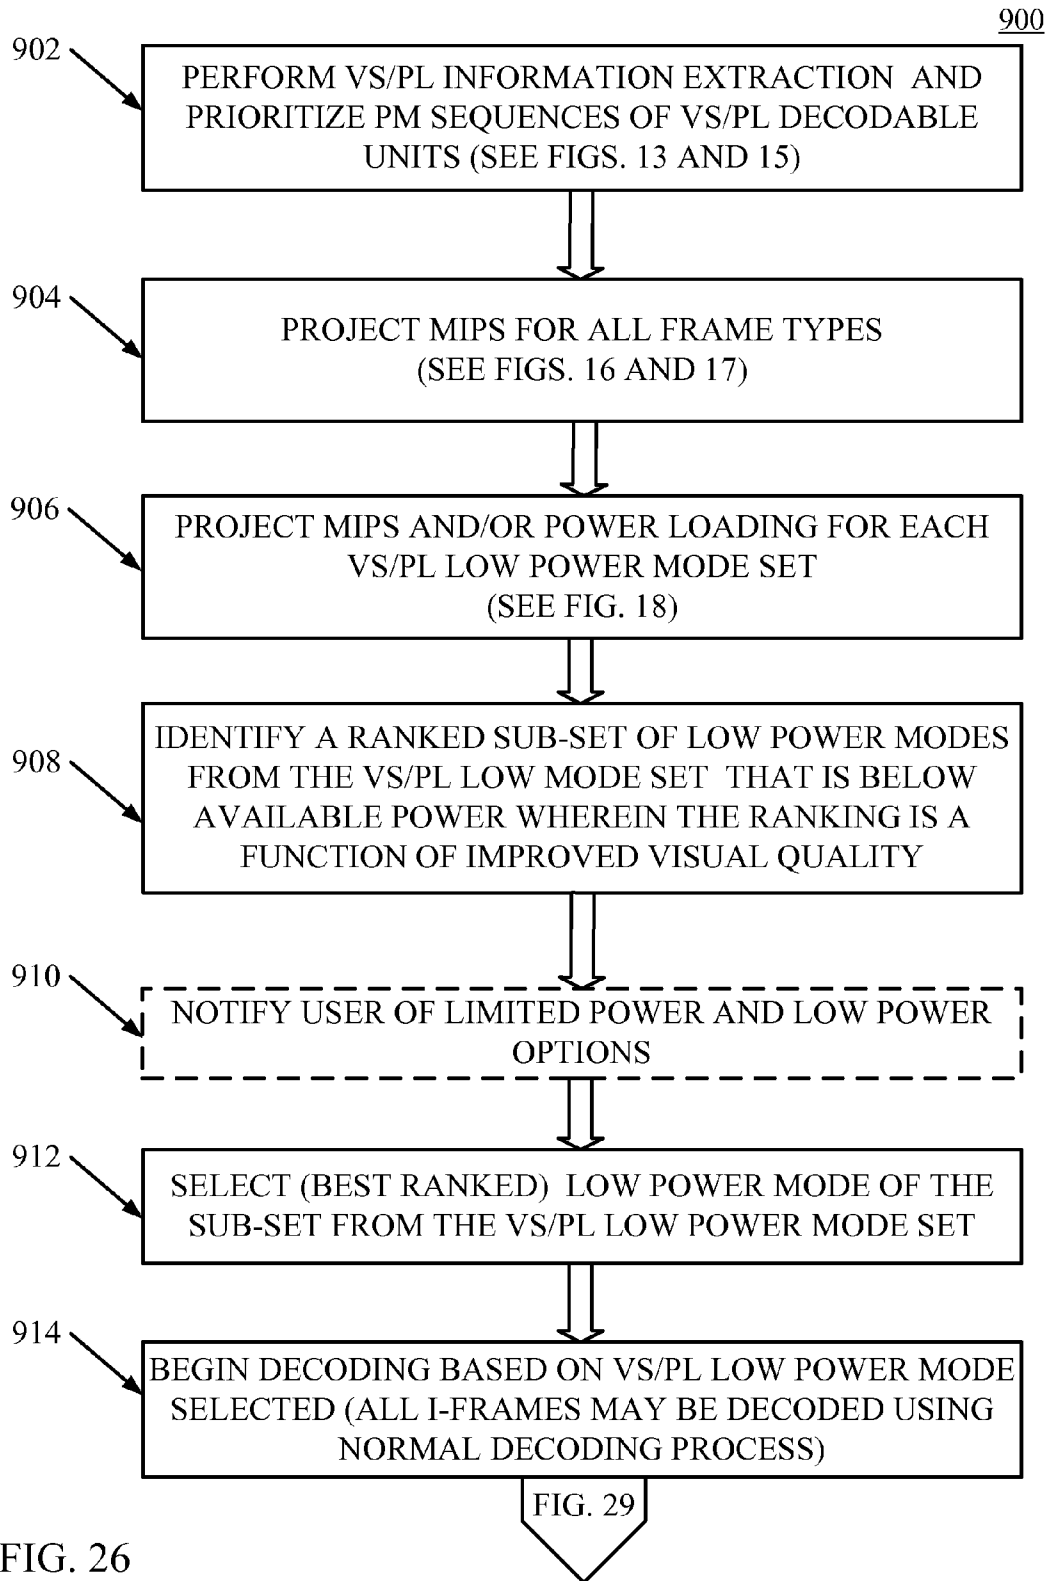 900
902
PERFORM VS/PL INFORMATION EXTRACTION AND
PRIORITIZE PM SEQUENCES OF VS/PL DECODABLE
UNITS (SEE FIGS. 13 AND 15)
904
PROJECT MIPS FOR ALL FRAME TYPES
(SEE FIGS. 16 AND 17)
906
PROJECT MIPS AND/OR POWER LOADING FOR EACH
VS/PL LOW POWER MODE SET
(SEE FIG. 18)
908
IDENTIFY A RANKED SUB-SET OF LOW POWER MODES
FROM THE VS/PL LOW MODE SET THAT IS BELOW
AVAILABLE POWER WHEREIN THE RANKING IS A
FUNCTION OF IMPROVED VISUAL QUALITY
910
NOTIFY USER OF LIMITED POWER AND LOW POWER
OPTIONS
912
SELECT (BEST RANKED) LOW POWER MODE OF THE
SUB-SET FROM THE VS/PL LOW POWER MODE SET
914
BEGIN DECODING BASED ON VS/PL LOW POWER MODE
SELECTED (ALL I-FRAMES MAY BE DECODED USING
NORMAL DECODING PROCESS)
FIG. 29
FIG. 26